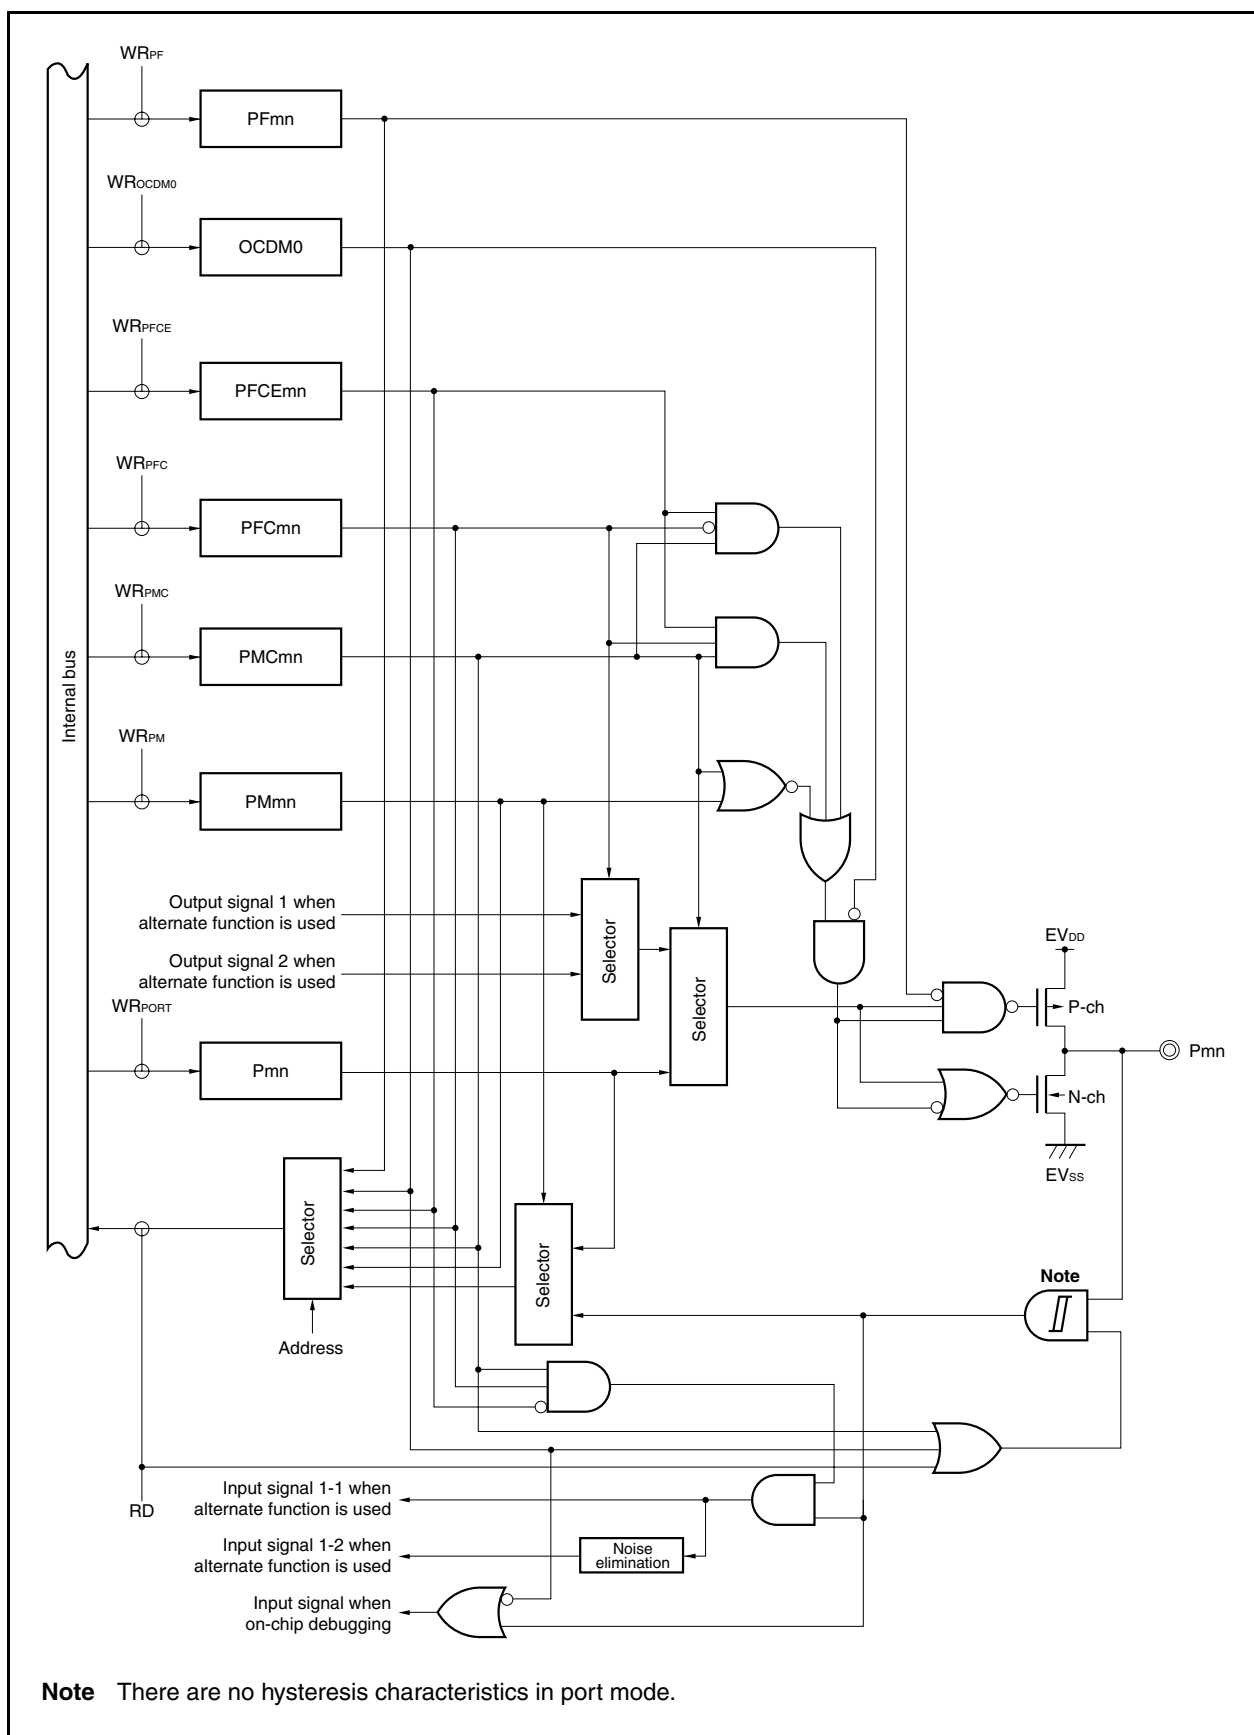 WRPF
PFmn
WROCDM0
OCDM0
WRPFCE
PFCEmn
WRPFC
PFCmn
WRPMC
PMCmn
Internal bus
WRPM
PMmn
Output signal 1 when
alternate function is used
Output signal 2 when
alternate function is used
Selector
Selector
EVDD
P-ch
WRPORT
Pmn
Pmn
N-ch
EVSS
Selector
Selector
Note
Address
RD
Input signal 1-1 when
alternate function is used
Input signal 1-2 when
alternate function is used
Noise
elimination
Input signal when
on-chip debugging
Note There are no hysteresis characteristics in port mode.